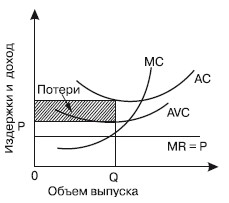 MC
AC
Потери
AVC
P
MR = P
0
Q
Издержки и доход
Объем выпуска